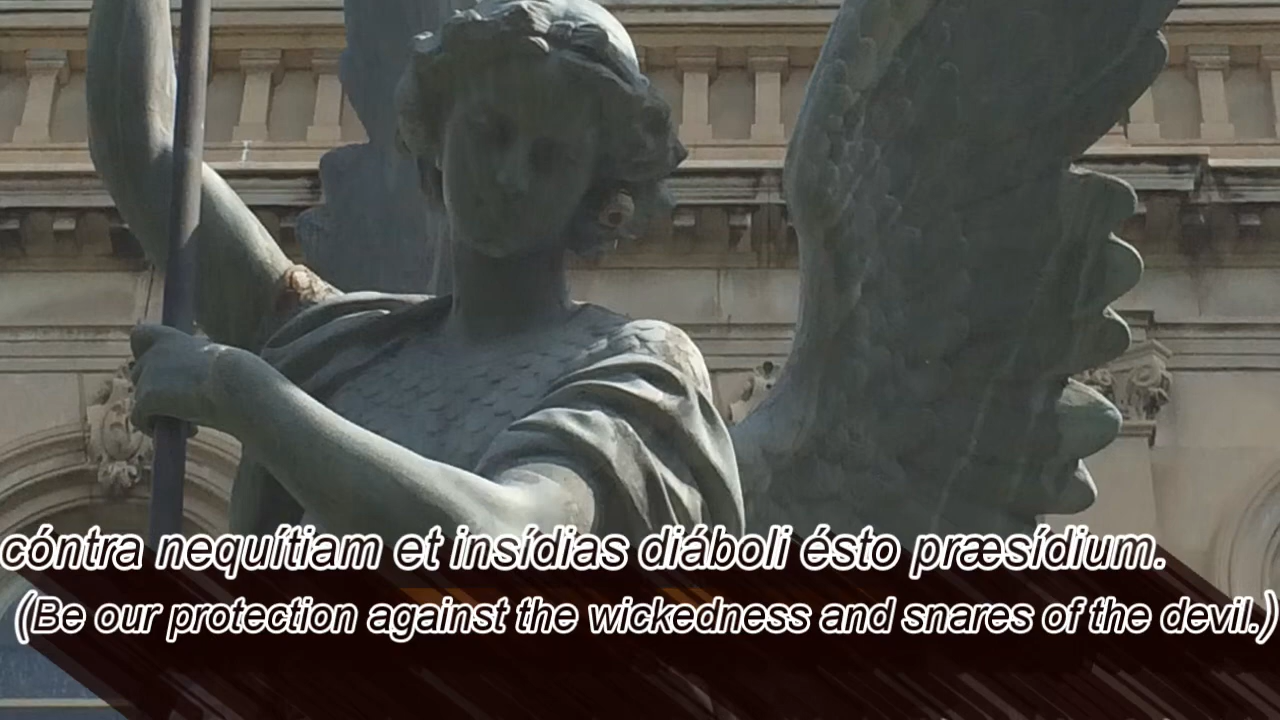 cóntra nequítiam et insídias diáboli ésto præsídium.
(Be our protection against the wickedness and snares of the devil.)